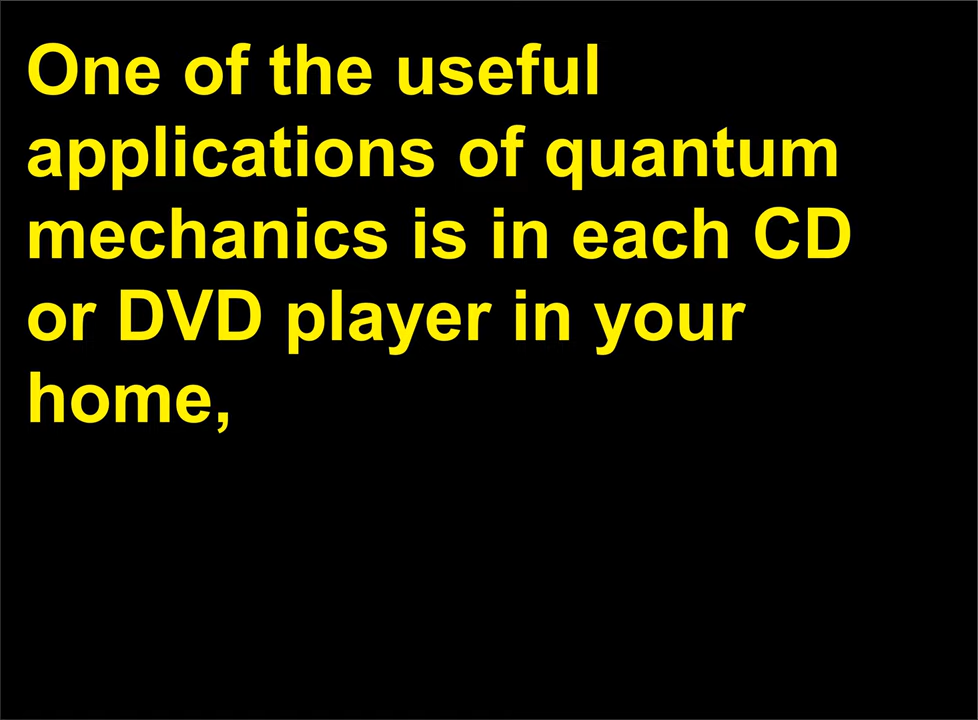 One of the useful
applications of quantum
mechanics is in each CD
or DVD player in your
home,